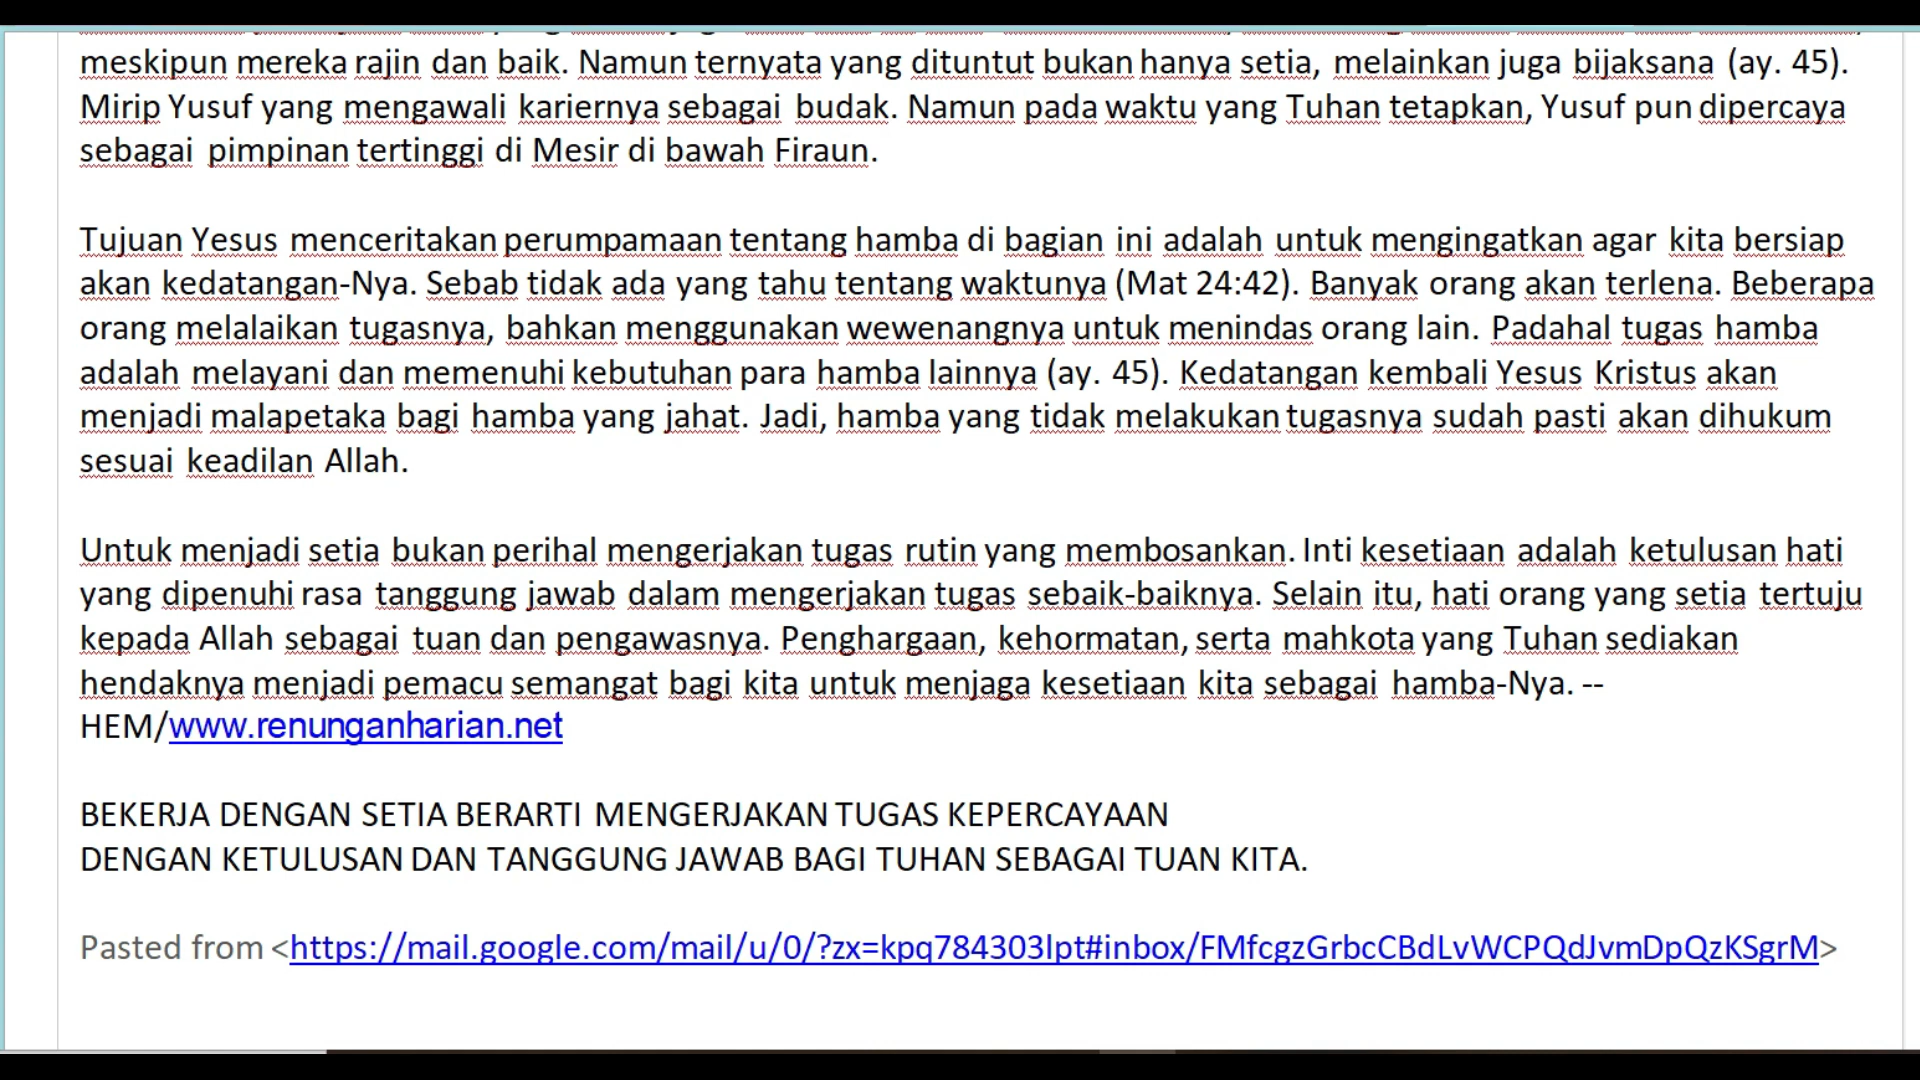 meskipun mereka rajin dan baik. Namun ternyata yang dituntut bukan hanya setia, melainkan juga bijaksana (ay. 45).
Mirip Yusuf yang mengawali kariernya sebagai budak. Namun pada waktu yang Tuhan tetapkan, Yusuf pun dipercaya
sebagai pimpinan tertinggi di Mesir di bawah Firaun.
Tujuan Yesus menceritakan perumpamaan tentang hamba di bagian ini adalah untuk mengingatkan agar kita bersiap
akan kedatangan-Nya. Sebab tidak ada yang tahu tentang waktunya (Mat 24:42). Banyak orang akan terlena. Beberapa
orang melalaikan tugasnya, bahkan menggunakan wewenangnya untuk menindas orang lain. Padahal tugas hamba
adalah melayani dan memenuhi kebutuhan para hamba lainnya (ay. 45). Kedatangan kembali Yesus Kristus akan
menjadi malapetaka bagi hamba yang jahat. Jadi, hamba yang tidak melakukan tugasnya sudah pasti akan dihukum
sesuai keadilan Allah.
Untuk menjadi setia bukan perihal mengerjakan tugas rutin yang membosankan. Inti kesetiaan adalah ketulusan hati
yang dipenuhi rasa tanggung jawab dalam mengerjakan tugas sebaik-baiknya. Selain itu, hati orang yang setia tertuju
kepada Allah sebagai tuan dan pengawasnya. Penghargaan, kehormatan, serta mahkota yang Tuhan sediakan
hendaknya menjadi pemacu semangat bagi kita untuk menjaga kesetiaan kita sebagai hamba-Nya. --
HEM/www.renunganharian.net
BEKERJA DENGAN SETIA BERARTI MENGERJAKAN TUGAS KEPERCAYAAN
DENGAN KETULUSAN DAN TANGGUNG JAWAB BAGI TUHAN SEBAGAI TUAN KITA.
Pasted from <https://mail.google.com/mail/u/0/?zx=kpq784303lpt#inbox/FMfcgzGrbcCBdLvWCPQdJvmDpQzKSgrM>